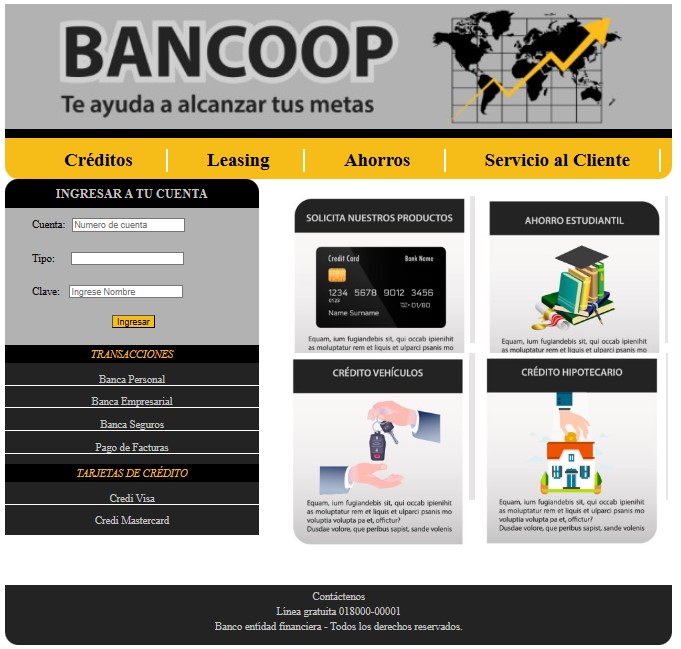 BANCOOP
Te ayuda a alcanzar tus metas
Créditos
Leasing
Ahorros
Servicio al Cliente
INGRESAR A TU CUENTA
Cuenta: Numero de cuenta
Tipo:
Clave: Ingrese Nombre
Ingresar
TRANSACCIONES
Banca Personal
Banca Empresarial
Banca Seguros
Pago de Facturas
TARJETAS DE CRÉDITO
Credi Visa
Credi Mastercard
SOLICITA NUESTROS PRODUCTOS
Credit Card Bank Name
1234 5678 9012 3456
0123 01/80
Name Surname
Equam, ium fugiandebis sit, qui occab ipienihit
as moluptatur rem et liquis et ulparci psanis mo
AHORRO ESTUDIANTIL
Equam, ium fugiandebis sit, qui occab ipienihit
as moluptatur rem et liquis et ulparci psanis mo
CRÉDITO VEHÍCULOS
Equam, ium fugiandebis sit, qui occab ipienihit
as moluptatur rem et liquis et ulparci psanis mo
voluptia volupta pa et, offictur?
Dusdae volore, que peribus sapist, sande volenis
CRÉDITO HIPOTECARIO
Equam, ium fugiandebis sit, qui occab ipienihit
as moluptatur rem et liquis et ulparci psanis mo
voluptia volupta pa et, offictur?
Dusdae volore, que peribus sapist, sande volenis
Contáctenos
Línea gratuita 018000-00001
Banco entidad financiera - Todos los derechos reservados.